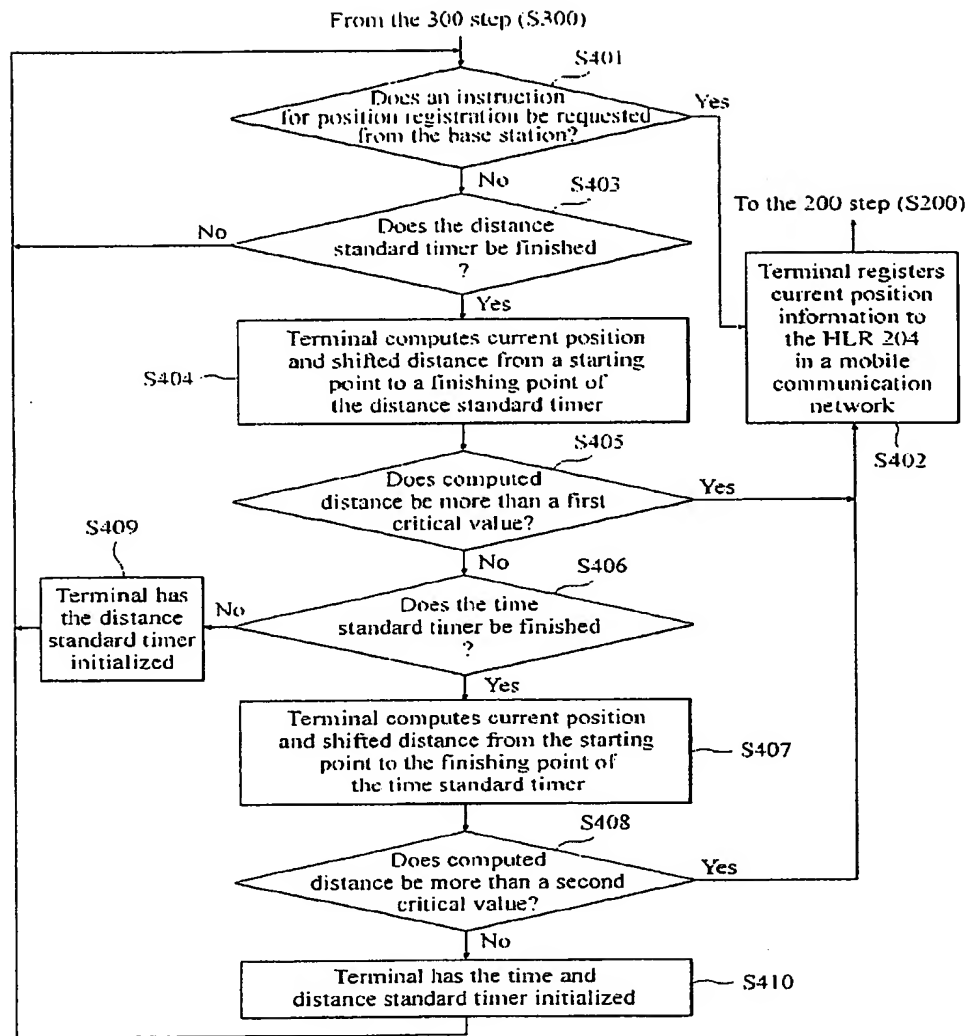 From the 300 step (S300)
S401
Does an instruction
for position registration be requested
from the base station?
Yes
No
S403
Does the distance
standard timer be finished
?
No
Yes
To the 200 step (S200)
Terminal registers
current position
information to
the HLR 204
in a mobile
communication
network
S402
Terminal computes current position
and shifted distance from a starting
point to a finishing point of
the distance standard timer
S404
S405
Does computed
distance be more than a first
critical value?
Yes
No
S409
Terminal has
the distance
standard timer
initialized
S406
Does the time
standard timer be finished
?
No
Yes
Terminal computes current position
and shifted distance from the starting
point to the finishing point of
the time standard timer
S407
S408
Does computed
distance be more than a second
critical value?
Yes
No
Terminal has the time and
distance standard timer initialized
S410